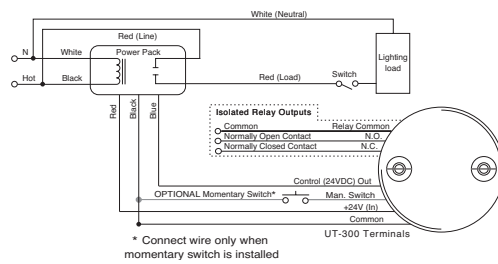 White (Neutral)
Red (Line)
N
White
Power Pack
Hot
Black
Red (Load)
Switch
Lighting
load
Red
Black
Blue
Isolated Relay Outputs
Common
Relay Common
Normally Open Contact
N.O.
Normally Closed Contact
N.C.
Control (24VDC) Out
OPTIONAL Momentary Switch*
Man. Switch
+24V (In)
Common
UT-300 Terminals
* Connect wire only when
momentary switch is installed